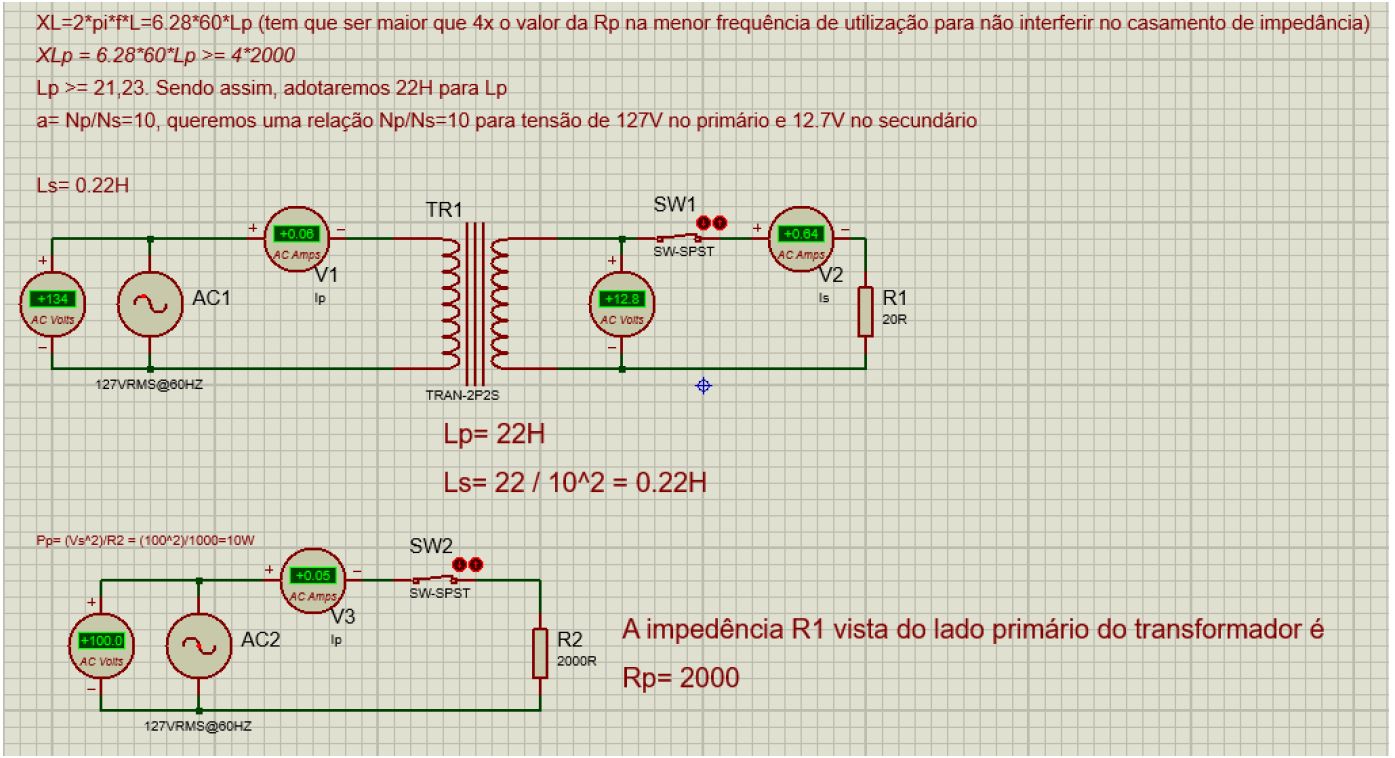 XL=2*pi*f*L=6.28*60*Lp (tem que ser maior que 4x o valor da Rp na menor frequência de utilização para não interferir no casamento de impedância)
XLp = 6.28*60*Lp >= 4*2000
Lp >= 21,23. Sendo assim, adotaremos 22H para Lp
a= Np/Ns=10, queremos uma relação Np/Ns=10 para tensão de 127V no primário e 12.7V no secundário
Ls= 0.22H
TR1
SW1
+ +0.06 −
AC Amps
SW-SPST
+ +0.64 −
AC Amps
V1
Ip
V2
Is
+
+134
AC Volts
−
AC1
+
+12.8
AC Volts
−
R1
20R
127VRMS@60HZ
TRAN-2P2S
Lp= 22H
Ls= 22 / 10^2 = 0.22H
Pp= (Vs^2)/R2 = (100^2)/1000=10W
SW2
+ +0.05 −
AC Amps
SW-SPST
V3
Ip
+
+100.0
AC Volts
−
AC2
R2
2000R
127VRMS@60HZ
A impedência R1 vista do lado primário do transformador é
Rp= 2000